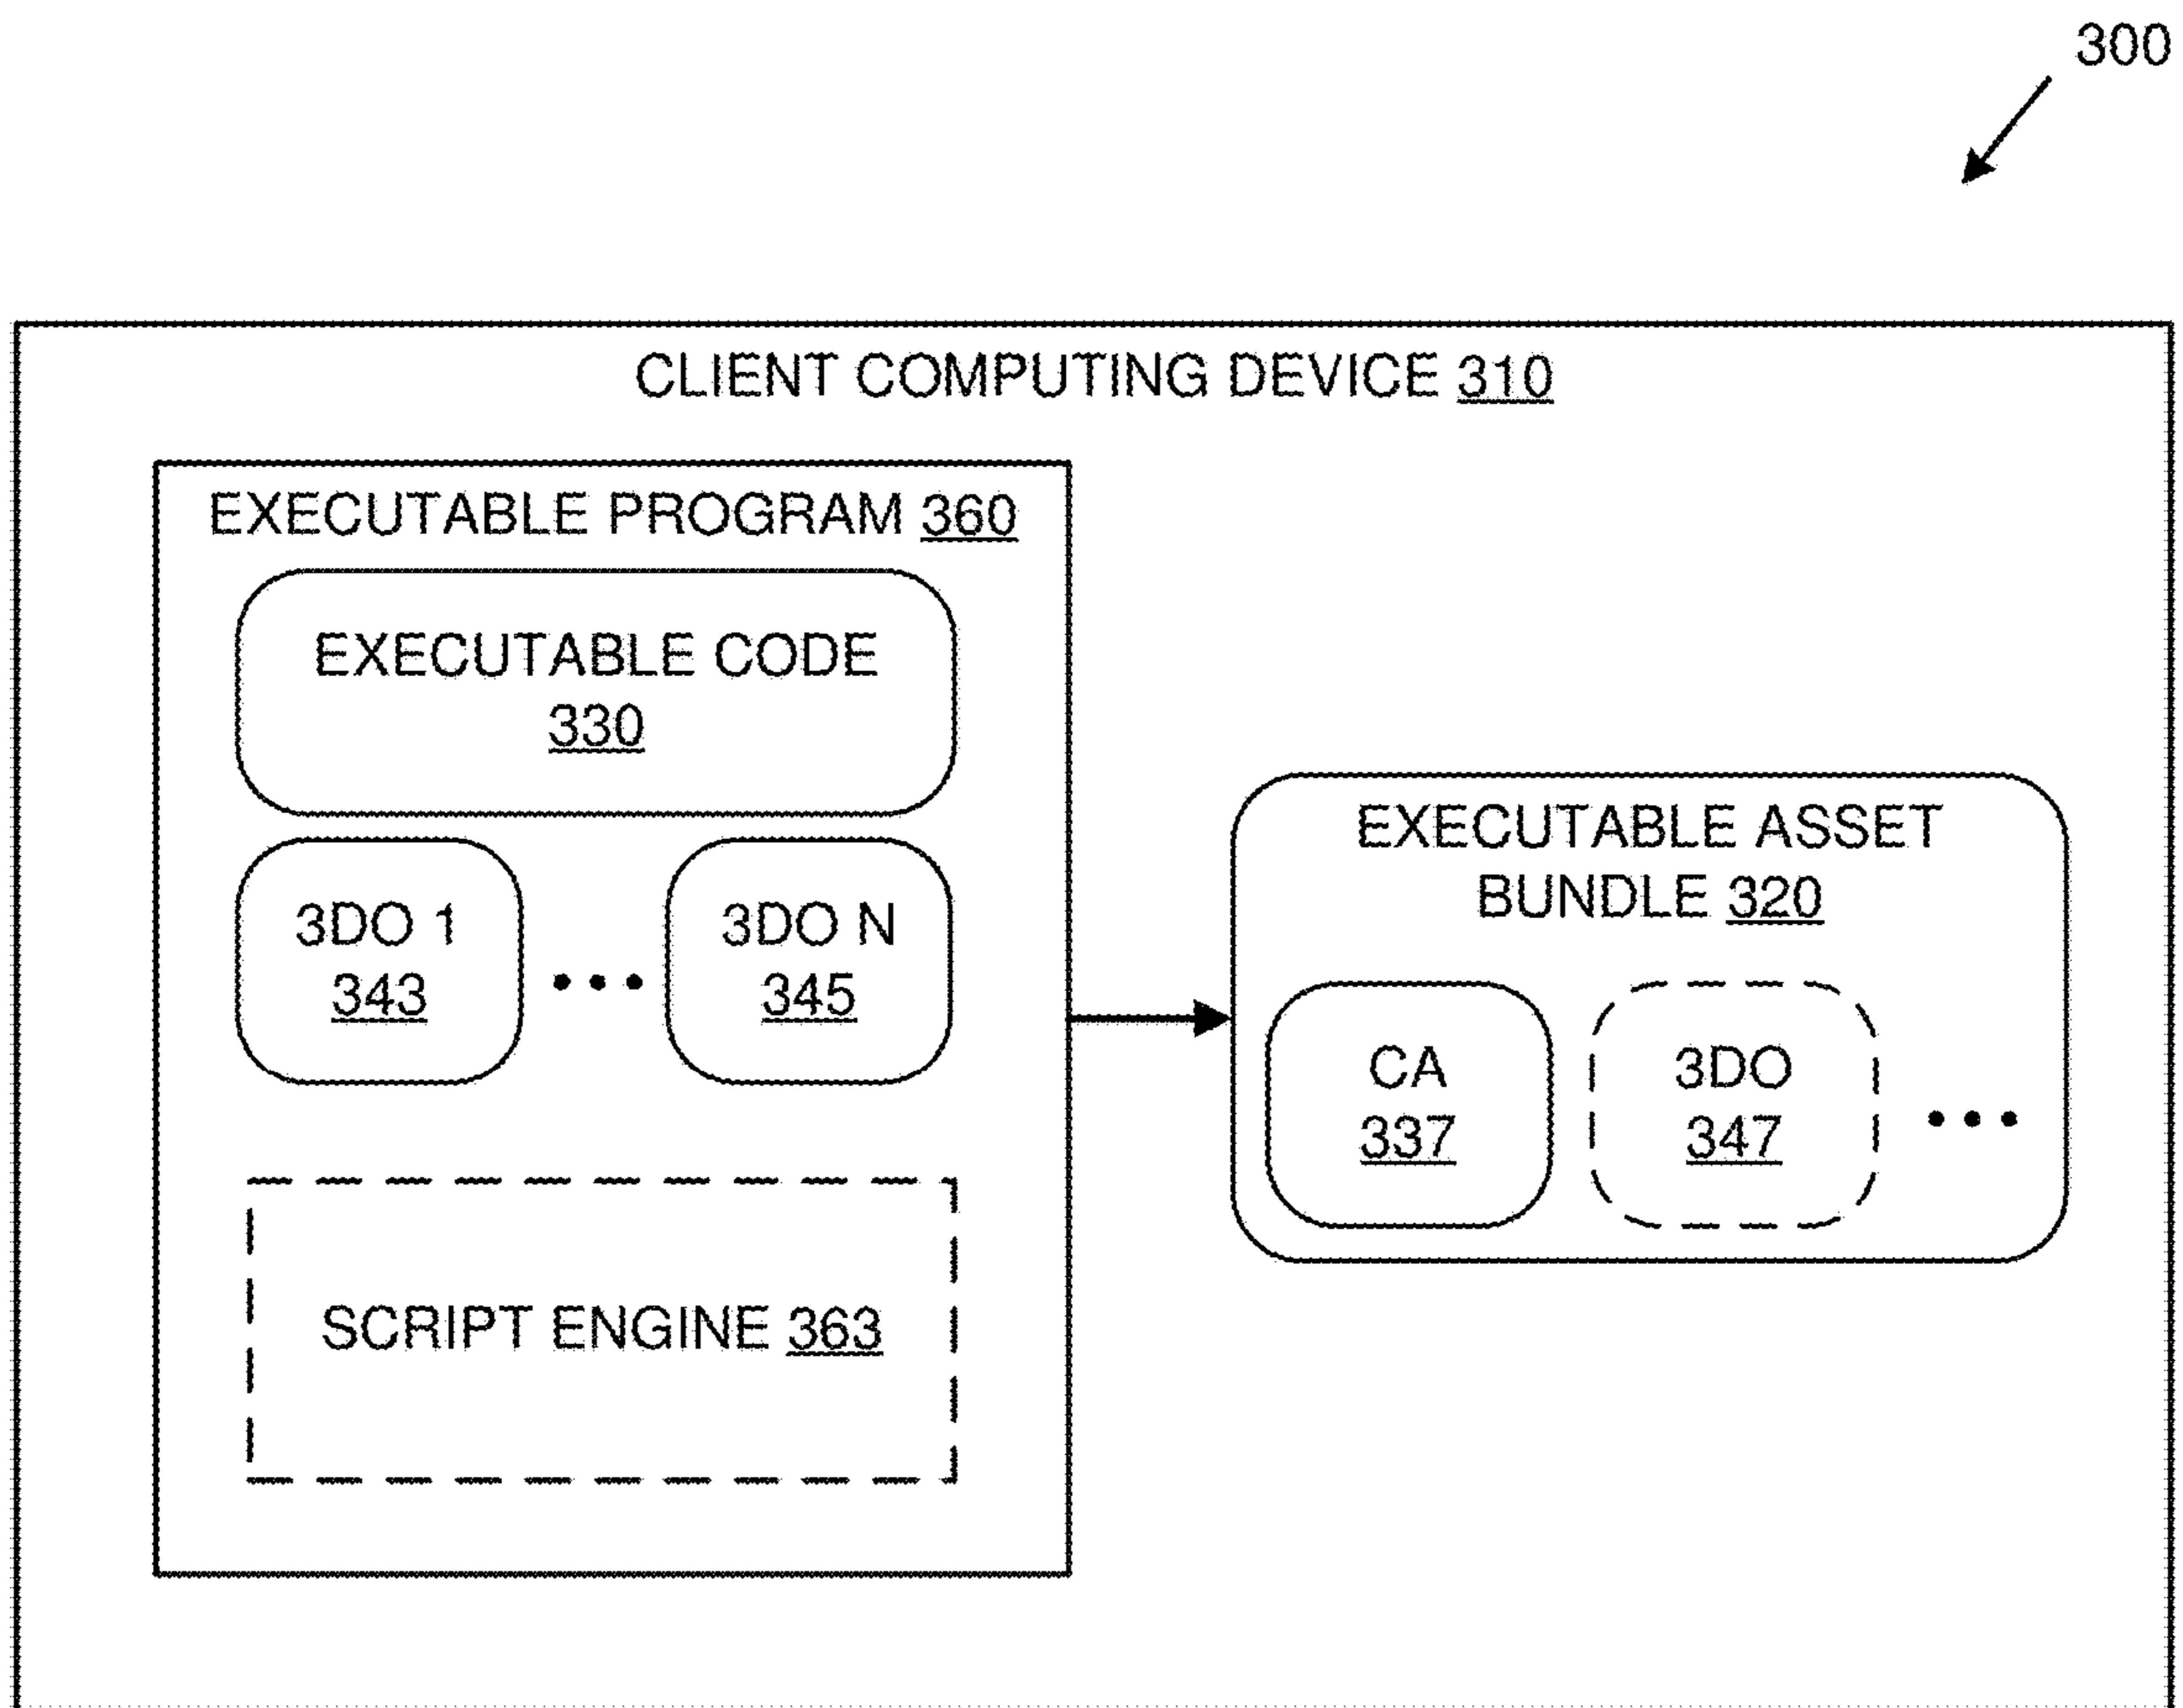 300
CLIENT COMPUTING DEVICE 310
EXECUTABLE PROGRAM 360
EXECUTABLE CODE
330
3DO 1
343
• • •
3DO N
345
SCRIPT ENGINE 363
EXECUTABLE ASSET
BUNDLE 320
CA
337
3DO
347
• • •